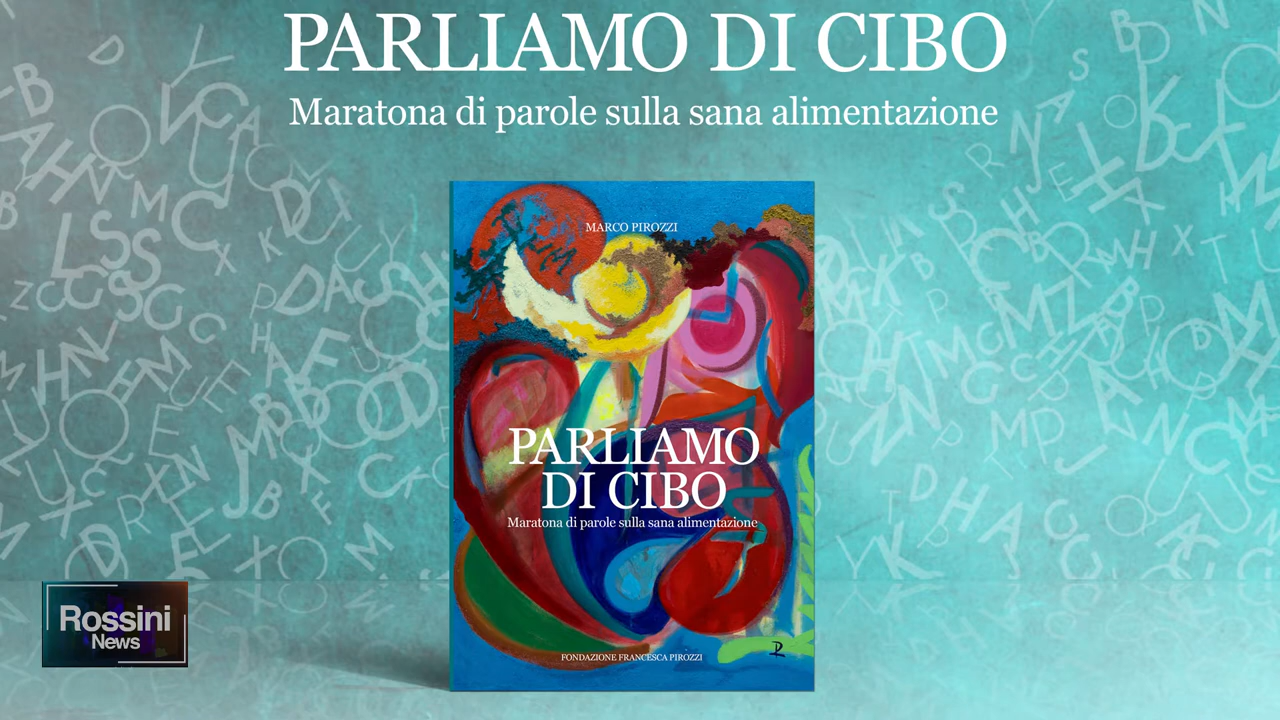 PARLIAMO DI CIBO
Maratona di parole sulla sana alimentazione
MARCO PIROZZI
PARLIAMO
DI CIBO
Maratona di parole sulla sana alimentazione
FONDAZIONE FRANCESCA PIROZZI
Rossini
News